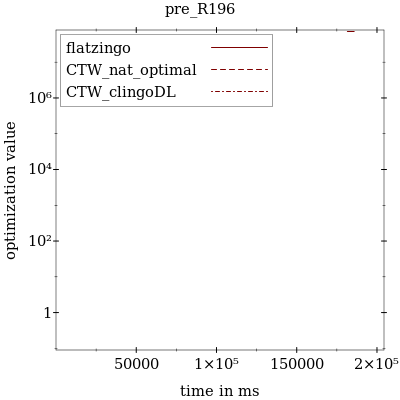 pre_R196
flatzingo
CTW_nat_optimal
CTW_clingoDL
optimization value
10⁶
10⁴
10²
1
50000 1×10⁵ 150000 2×10⁵
time in ms